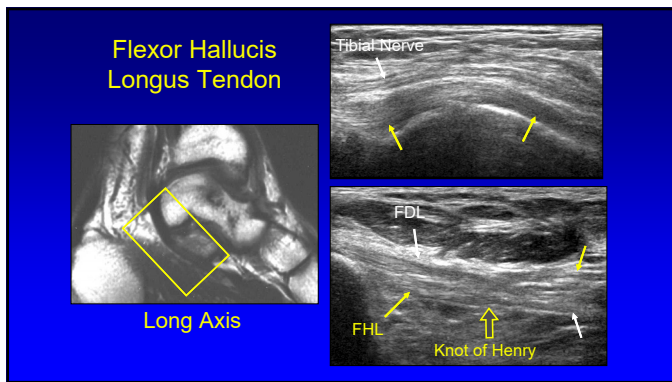 Flexor Hallucis
Longus Tendon
Tibial Nerve
Long Axis
FDL
FHL
Knot of Henry